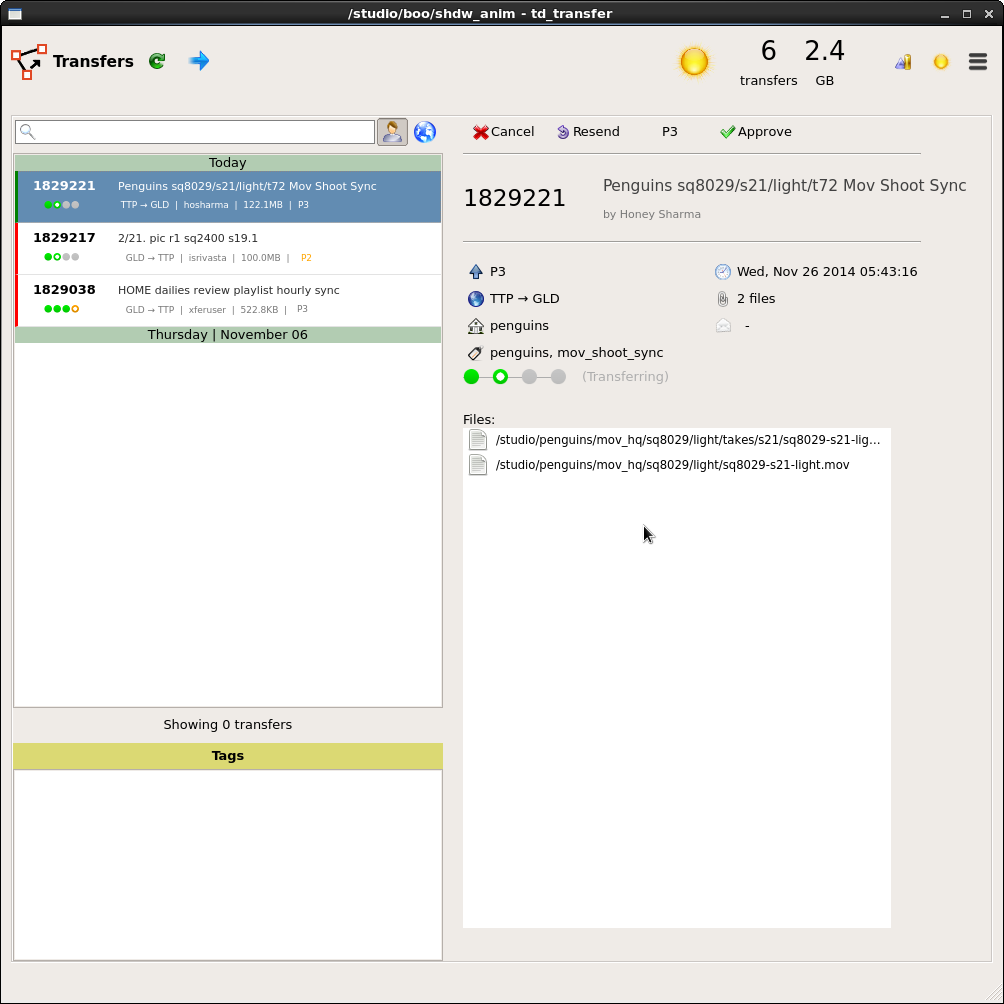 /studio/boo/shdw_anim - td_transfer
Transfers
6 2.4
transfers GB
Cancel Resend P3 Approve
Today
1829221 Penguins sq8029/s21/light/t72 Mov Shoot Sync
TTP → GLD | hosharma | 122.1MB | P3
1829217 2/21. pic r1 sq2400 s19.1
GLD → TTP | isrivasta | 100.0MB | P2
1829038 HOME dailies review playlist hourly sync
GLD → TTP | xferuser | 522.8KB | P3
Thursday | November 06
Showing 0 transfers
Tags
1829221 Penguins sq8029/s21/light/t72 Mov Shoot Sync
by Honey Sharma
P3 Wed, Nov 26 2014 05:43:16
TTP → GLD 2 files
penguins -
penguins, mov_shoot_sync
(Transferring)
Files:
/studio/penguins/mov_hq/sq8029/light/takes/s21/sq8029-s21-lig...
/studio/penguins/mov_hq/sq8029/light/sq8029-s21-light.mov